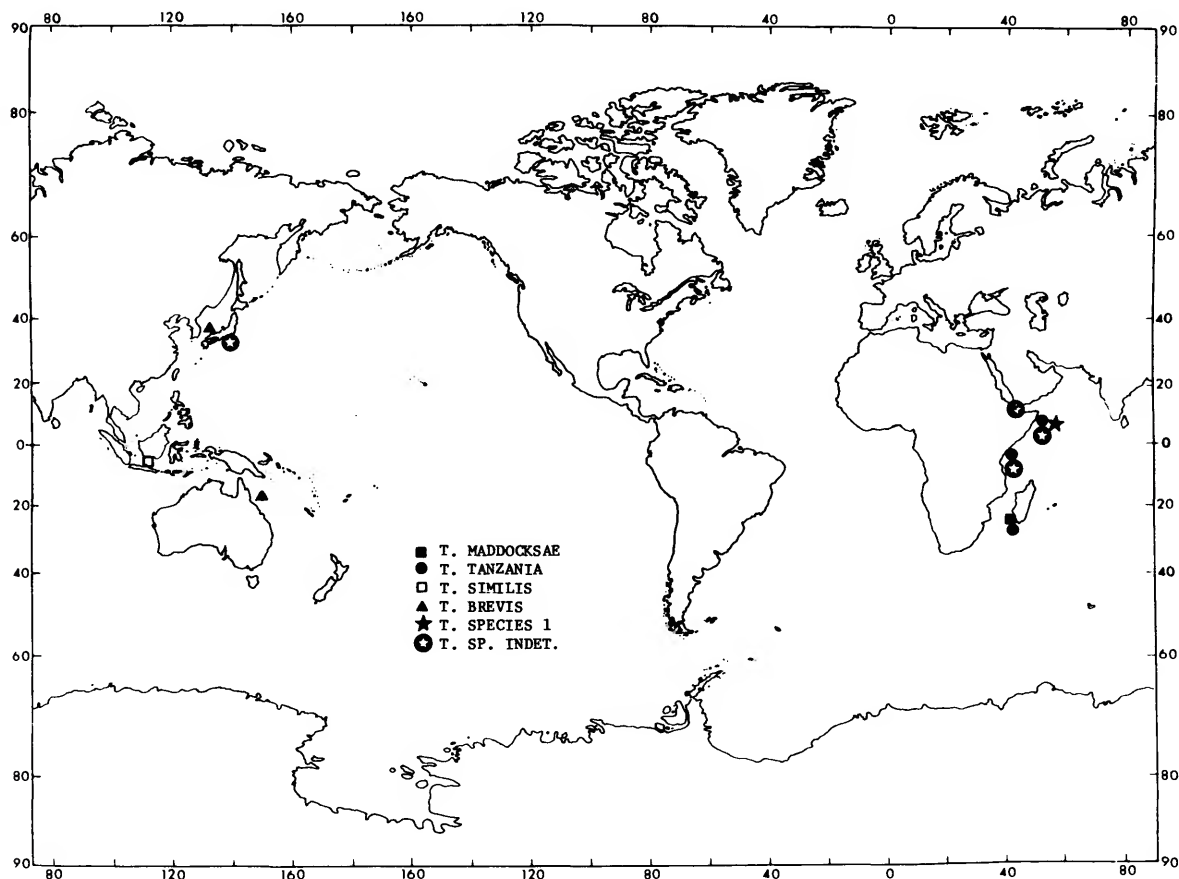 80 120 160 160 120 80 40 0 40 80
90 90
80 80
60 60
40 40
20 20
0 0
20 20
40 40
60 60
80 80
90 90
80 120 160 160 120 80 40 0 40 80
T. MADDOCKSAE
T. TANZANIA
T. SIMILIS
T. BREVIS
T. SPECIES 1
T. SP. INDET.